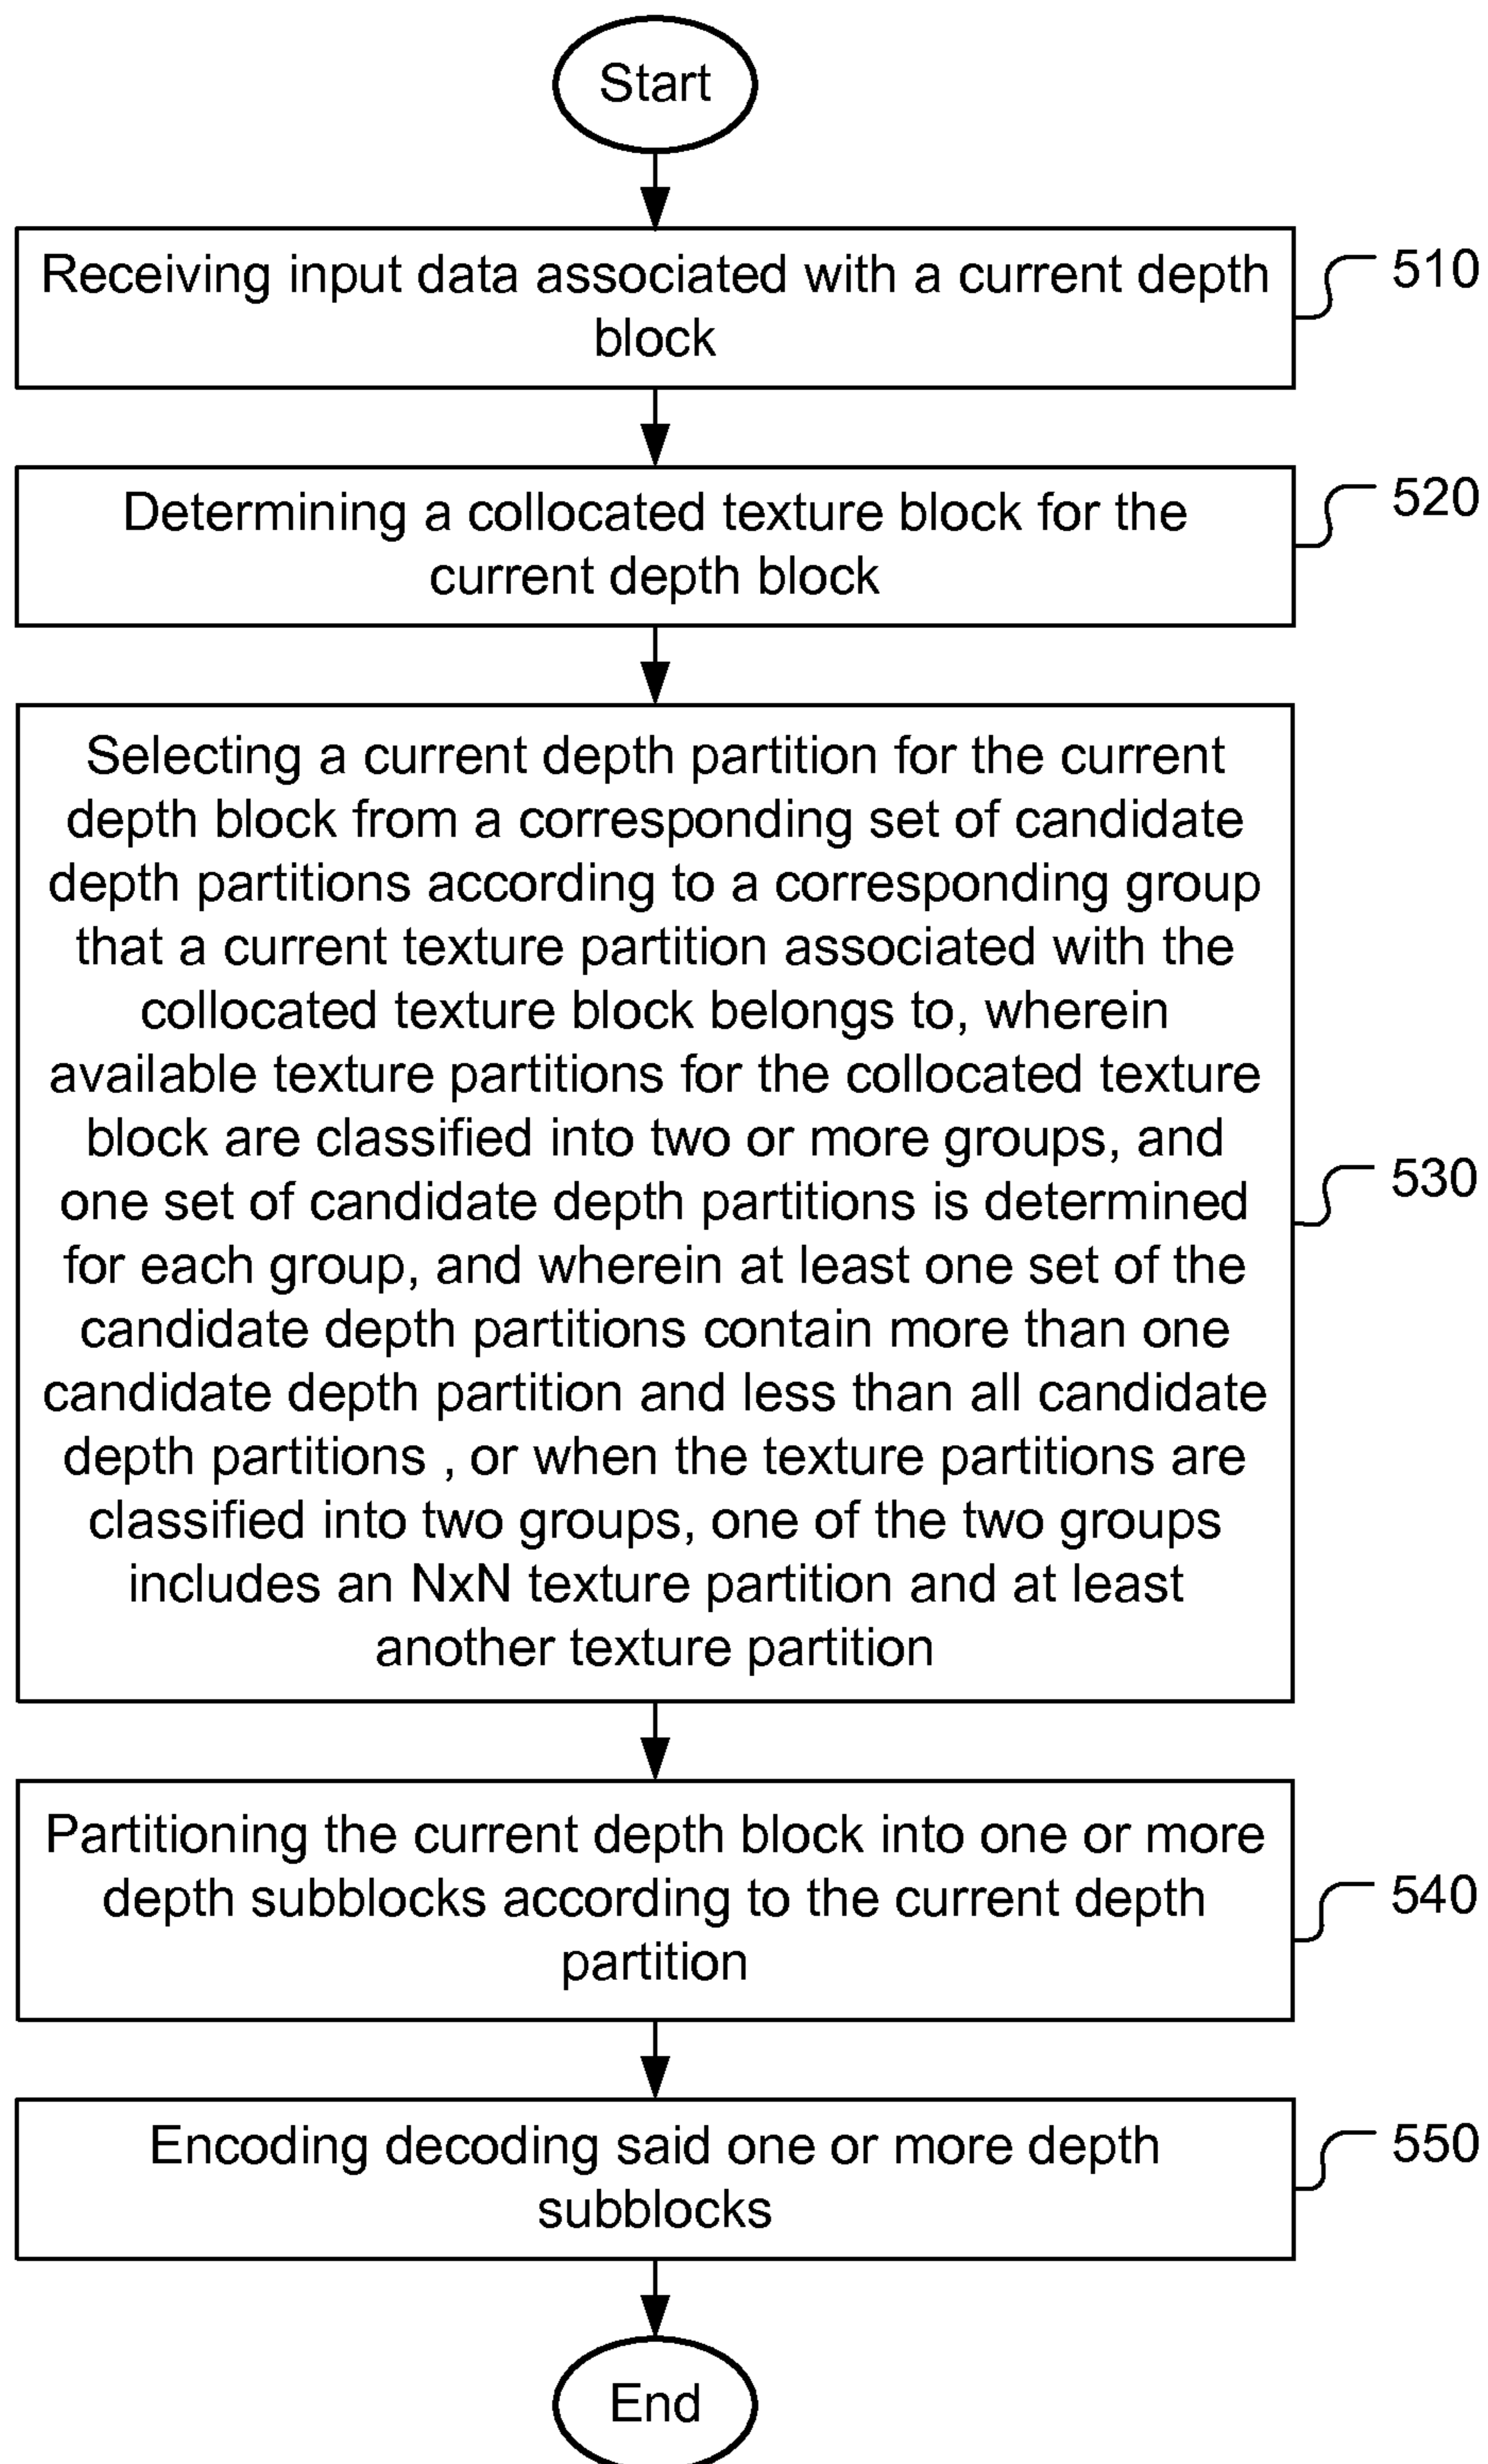 Start
Receiving input data associated with a current depth
block
510
Determining a collocated texture block for the
current depth block
520
Selecting a current depth partition for the current
depth block from a corresponding set of candidate
depth partitions according to a corresponding group
that a current texture partition associated with the
collocated texture block belongs to, wherein
available texture partitions for the collocated texture
block are classified into two or more groups, and
one set of candidate depth partitions is determined
for each group, and wherein at least one set of the
candidate depth partitions contain more than one
candidate depth partition and less than all candidate
depth partitions , or when the texture partitions are
classified into two groups, one of the two groups
includes an NxN texture partition and at least
another texture partition
530
Partitioning the current depth block into one or more
depth subblocks according to the current depth
partition
540
Encoding decoding said one or more depth
subblocks
550
End